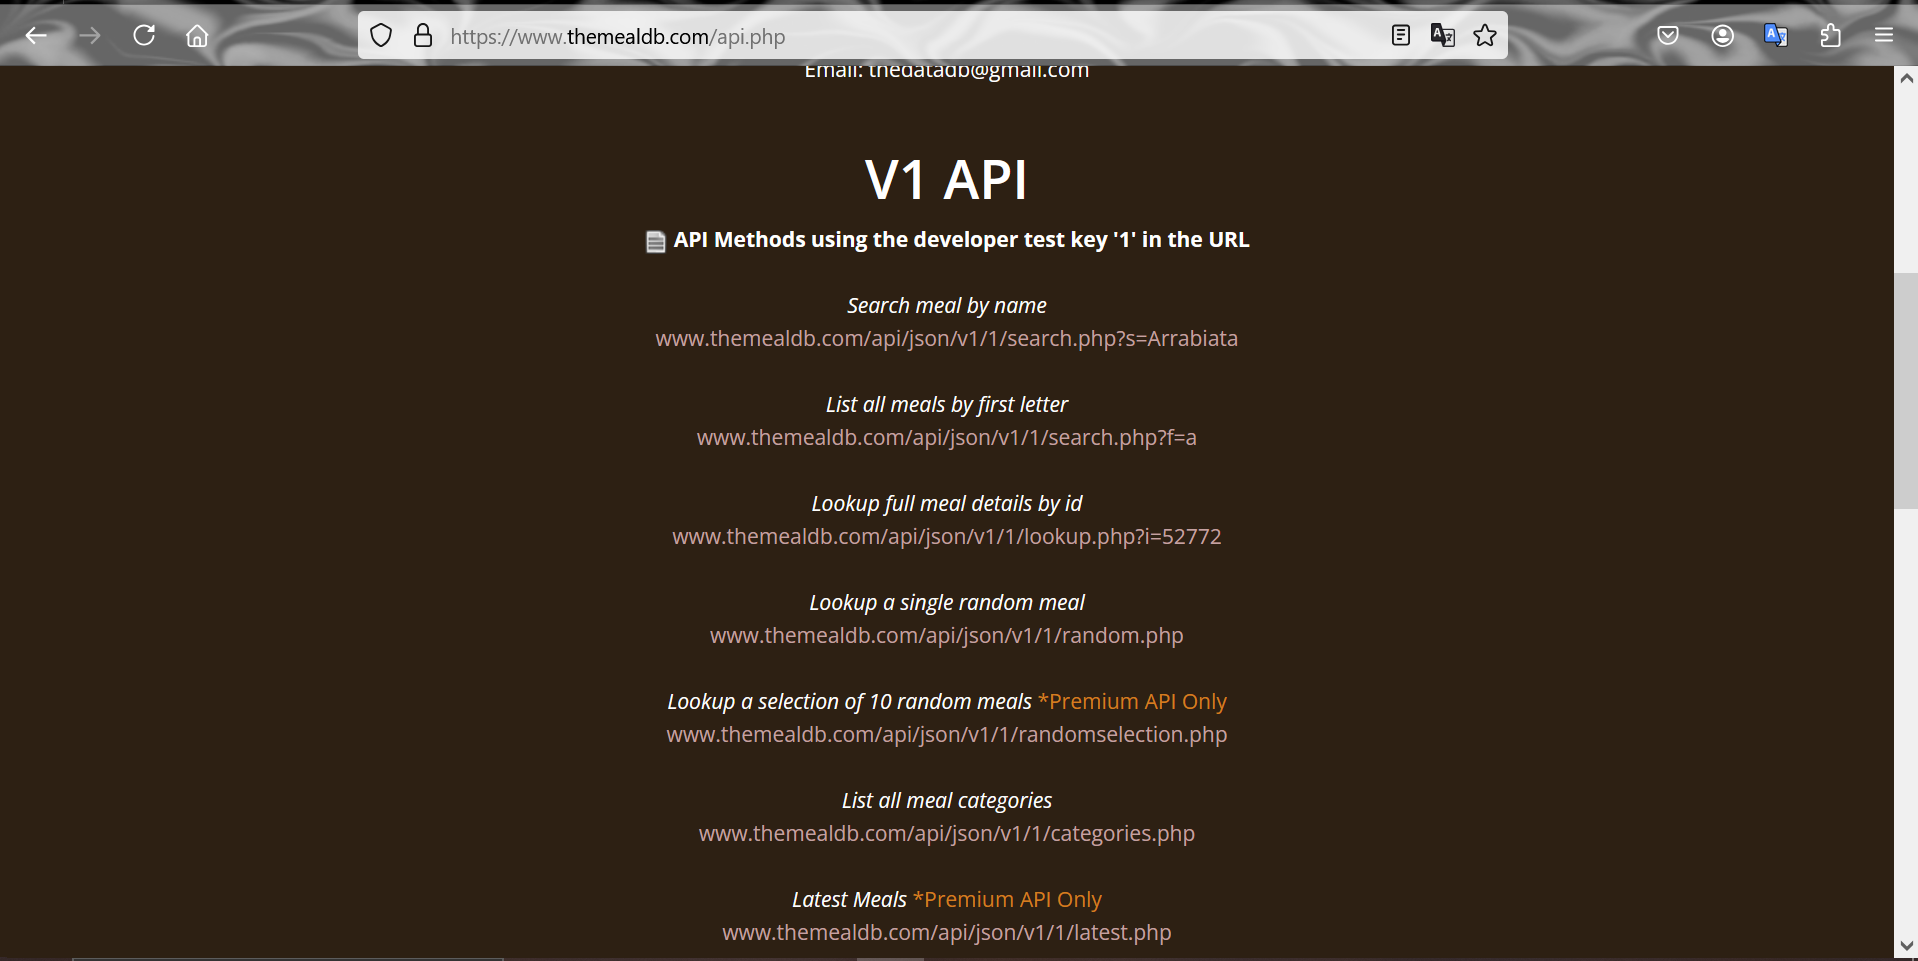 https://www.themealdb.com/api.php
Email: thedatadb@gmail.com
V1 API
API Methods using the developer test key '1' in the URL
Search meal by name
www.themealdb.com/api/json/v1/1/search.php?s=Arrabiata
List all meals by first letter
www.themealdb.com/api/json/v1/1/search.php?f=a
Lookup full meal details by id
www.themealdb.com/api/json/v1/1/lookup.php?i=52772
Lookup a single random meal
www.themealdb.com/api/json/v1/1/random.php
Lookup a selection of 10 random meals *Premium API Only
www.themealdb.com/api/json/v1/1/randomselection.php
List all meal categories
www.themealdb.com/api/json/v1/1/categories.php
Latest Meals *Premium API Only
www.themealdb.com/api/json/v1/1/latest.php